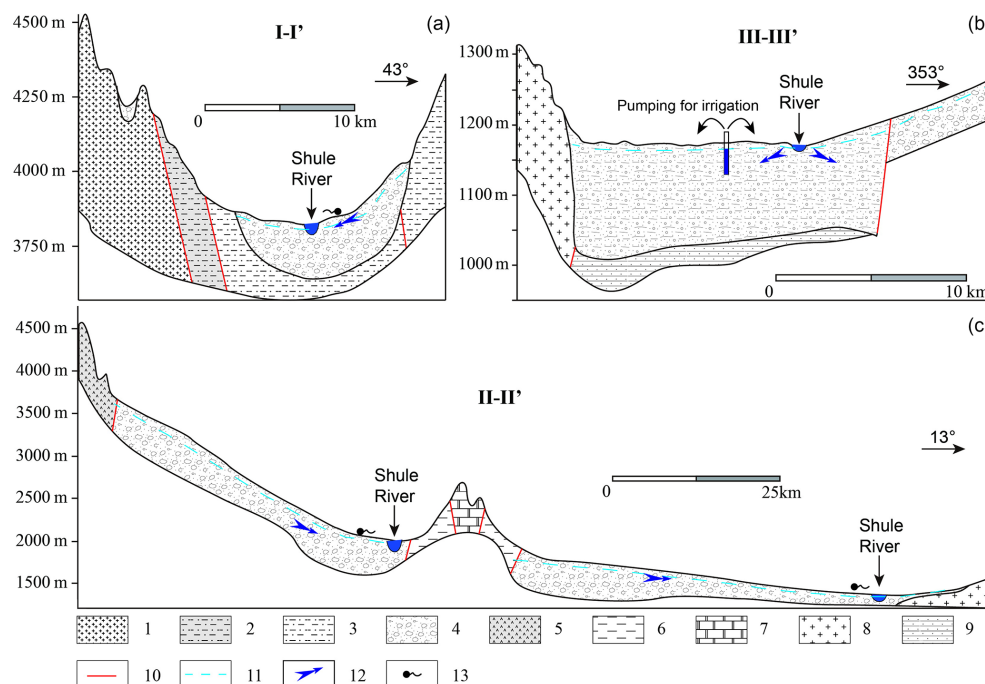 I-I’
(a)
4500 m
4250 m
4000 m
3750 m
43°
0
10 km
Shule
River
III-III’
(b)
1300 m
1200 m
1100 m
1000 m
353°
Pumping for irrigation
Shule
River
0
10 km
II-II’
(c)
4500 m
4000 m
3500 m
3000 m
2500 m
2000 m
1500 m
13°
0
25km
Shule
River
Shule
River
1
2
3
4
5
6
7
8
9
10
11
12
13